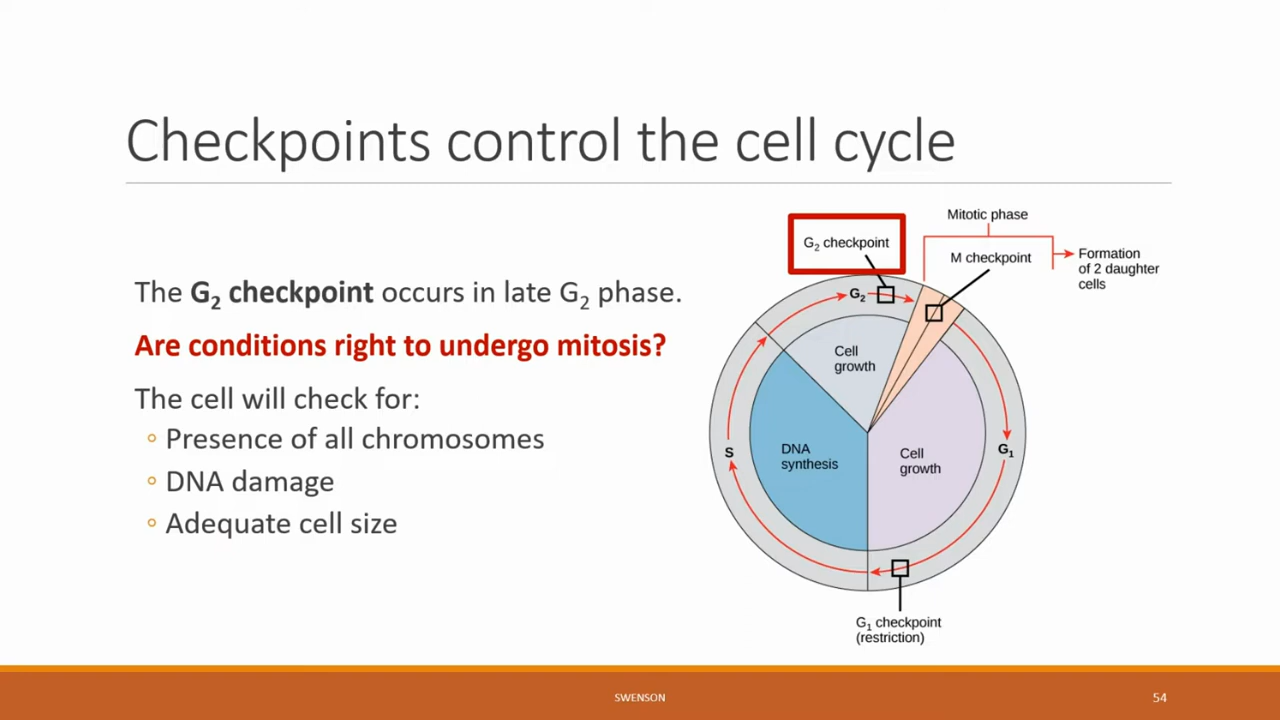 Checkpoints control the cell cycle
The G₂ checkpoint occurs in late G₂ phase.
Are conditions right to undergo mitosis?
The cell will check for:
◦ Presence of all chromosomes
◦ DNA damage
◦ Adequate cell size
Mitotic phase
G₂ checkpoint
M checkpoint
Formation
of 2 daughter
cells
G₂
Cell
growth
S
DNA
synthesis
Cell
growth
G₁
G₁ checkpoint
(restriction)
SWENSON
54